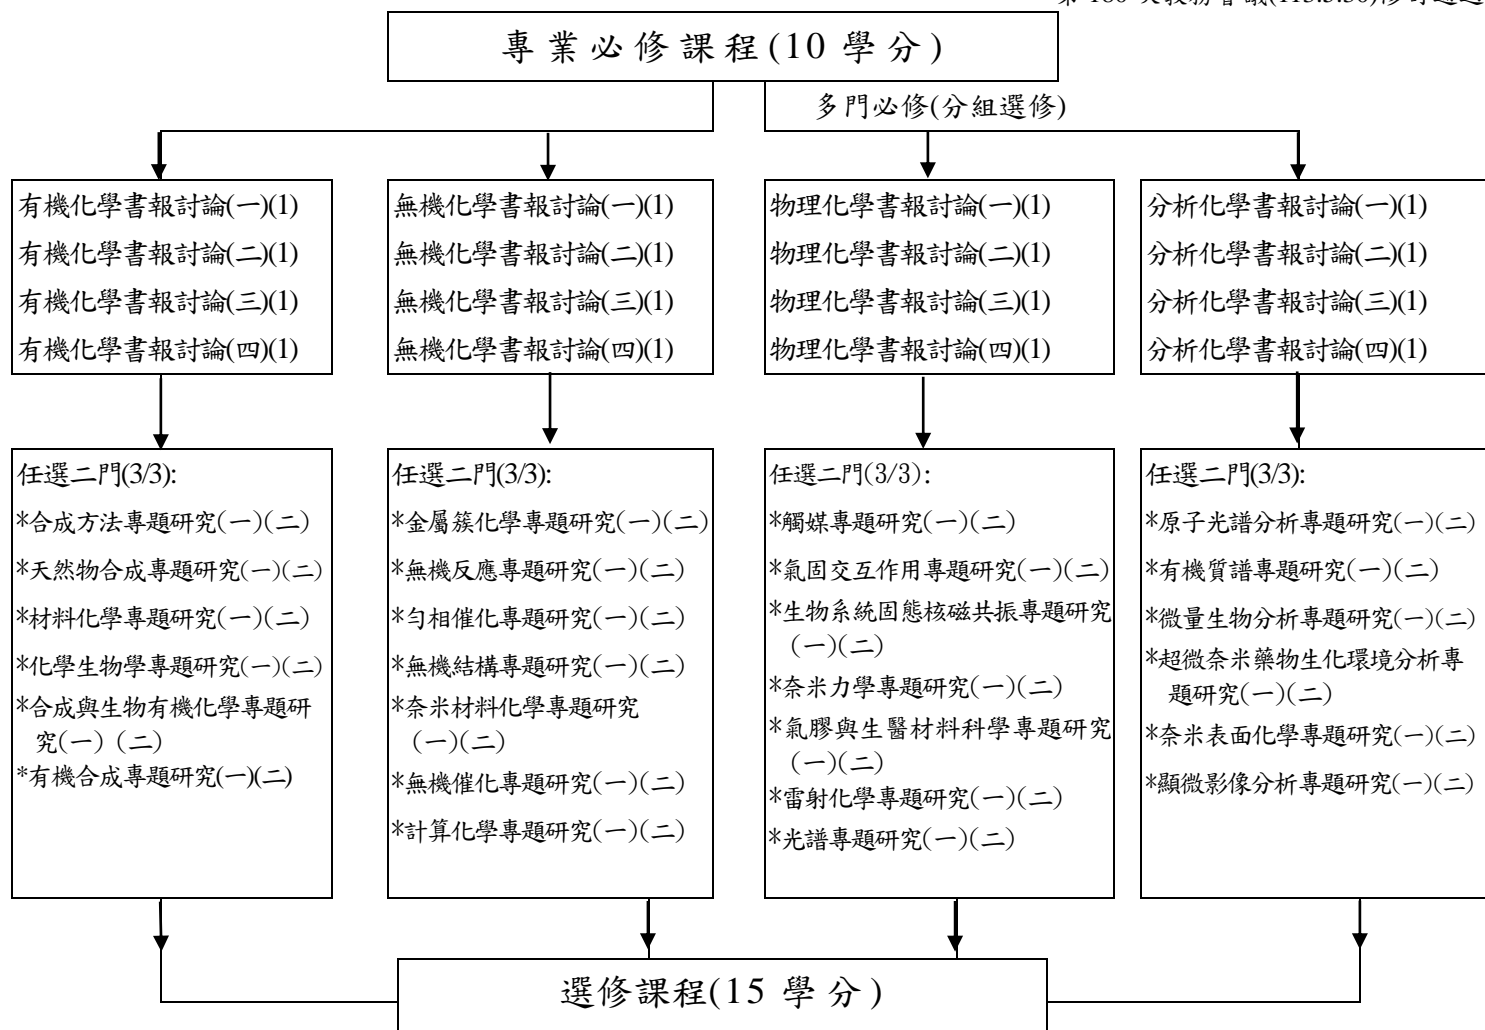 專業必修課程(10 學分)
多門必修(分組選修)
有機化學書報討論(一)(1)
有機化學書報討論(二)(1)
有機化學書報討論(三)(1)
有機化學書報討論(四)(1)
無機化學書報討論(一)(1)
無機化學書報討論(二)(1)
無機化學書報討論(三)(1)
無機化學書報討論(四)(1)
物理化學書報討論(一)(1)
物理化學書報討論(二)(1)
物理化學書報討論(三)(1)
物理化學書報討論(四)(1)
分析化學書報討論(一)(1)
分析化學書報討論(二)(1)
分析化學書報討論(三)(1)
分析化學書報討論(四)(1)
任選二門(3/3):
*合成方法專題研究(一)(二)
*天然物合成專題研究(一)(二)
*材料化學專題研究(一)(二)
*化學生物學專題研究(一)(二)
*合成與生物有機化學專題研
究(一) (二)
*有機合成專題研究(一)(二)
任選二門(3/3):
*金屬簇化學專題研究(一)(二)
*無機反應專題研究(一)(二)
*勻相催化專題研究(一)(二)
*無機結構專題研究(一)(二)
*奈米材料化學專題研究
(一)(二)
*無機催化專題研究(一)(二)
*計算化學專題研究(一)(二)
任選二門(3/3):
*觸媒專題研究(一)(二)
*氣固交互作用專題研究(一)(二)
*生物系統固態核磁共振專題研究
(一)(二)
*奈米力學專題研究(一)(二)
*氣膠與生醫材料科學專題研究
(一)(二)
*雷射化學專題研究(一)(二)
*光譜專題研究(一)(二)
任選二門(3/3):
*原子光譜分析專題研究(一)(二)
*有機質譜專題研究(一)(二)
*微量生物分析專題研究(一)(二)
*超微奈米藥物生化環境分析專
題研究(一)(二)
*奈米表面化學專題研究(一)(二)
*顯微影像分析專題研究(一)(二)
選修課程(15 學分)